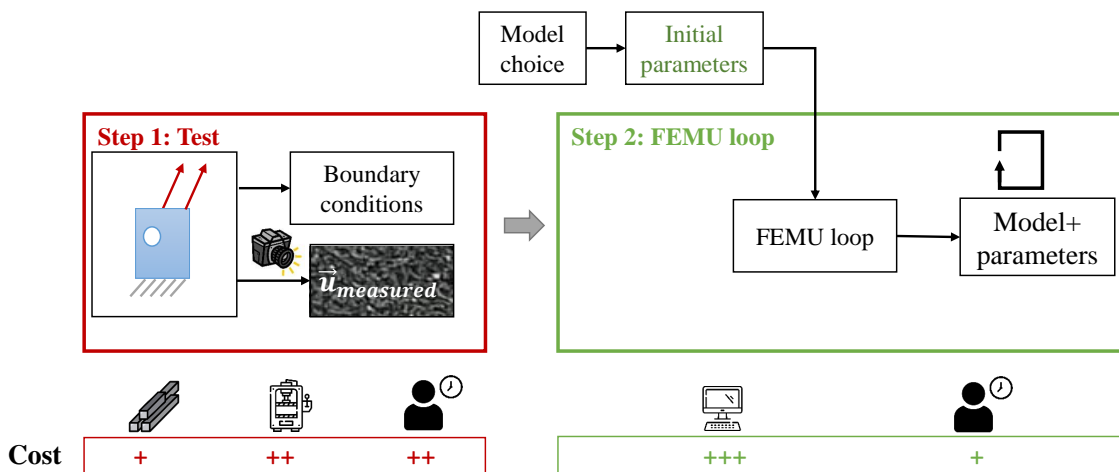 Model
choice
Initial
parameters
Step 1: Test
Boundary
conditions
u⃗measured
Step 2: FEMU loop
FEMU loop
Model+
parameters
Cost
+ ++ ++
+++ +